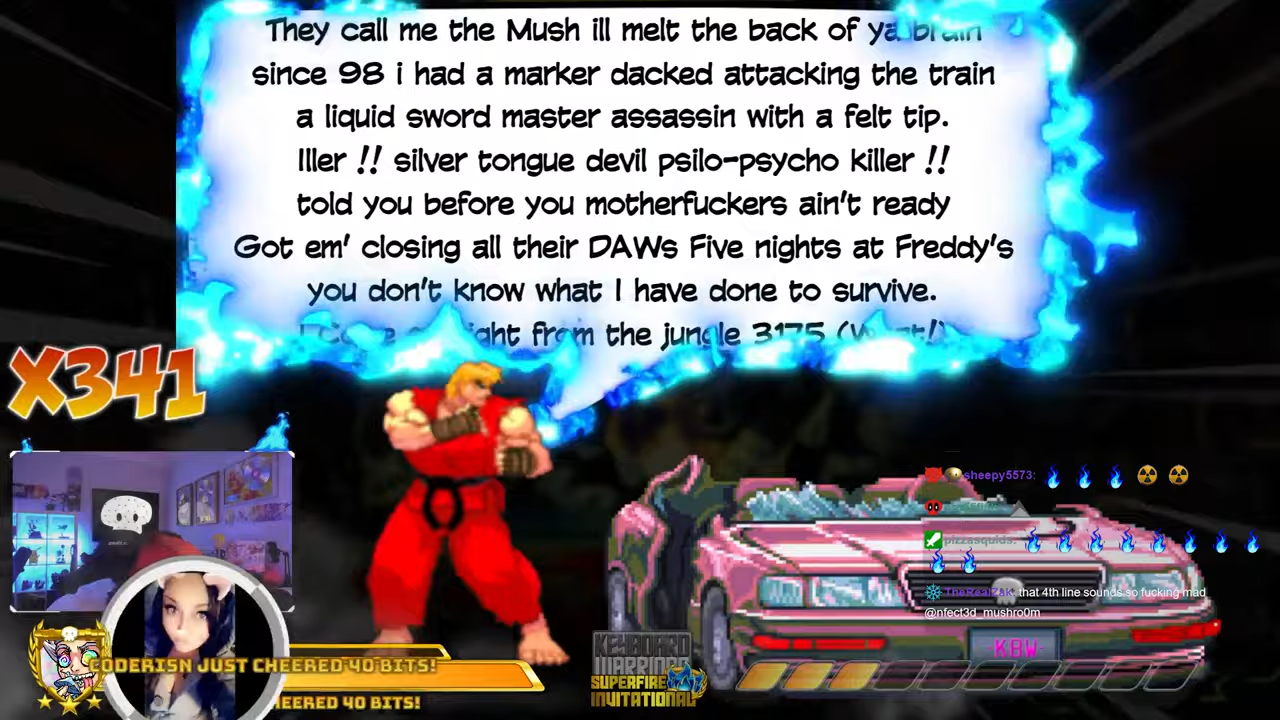 They call me the Mush ill melt the back of ya brain
since 98 i had a marker dacked attacking the train
a liquid sword master assassin with a felt tip.
Iller !! silver tongue devil psilo-psycho killer !!
told you before you motherfuckers ain't ready
Got em' closing all their DAWs Five nights at Freddy's
you don't know what I have done to survive.
from the jungle 3175
X341
sheepy5573:
pizzasquids:
TheRealZak: that 4th line sounds so fucking mad
@nfect3d_mushro0m
KBW
KEYBOARD
WARRIOR
SUPERFIRE
INVITATIONAL
CODERISN JUST CHEERED 40 BITS!
CHEERED 40 BITS!